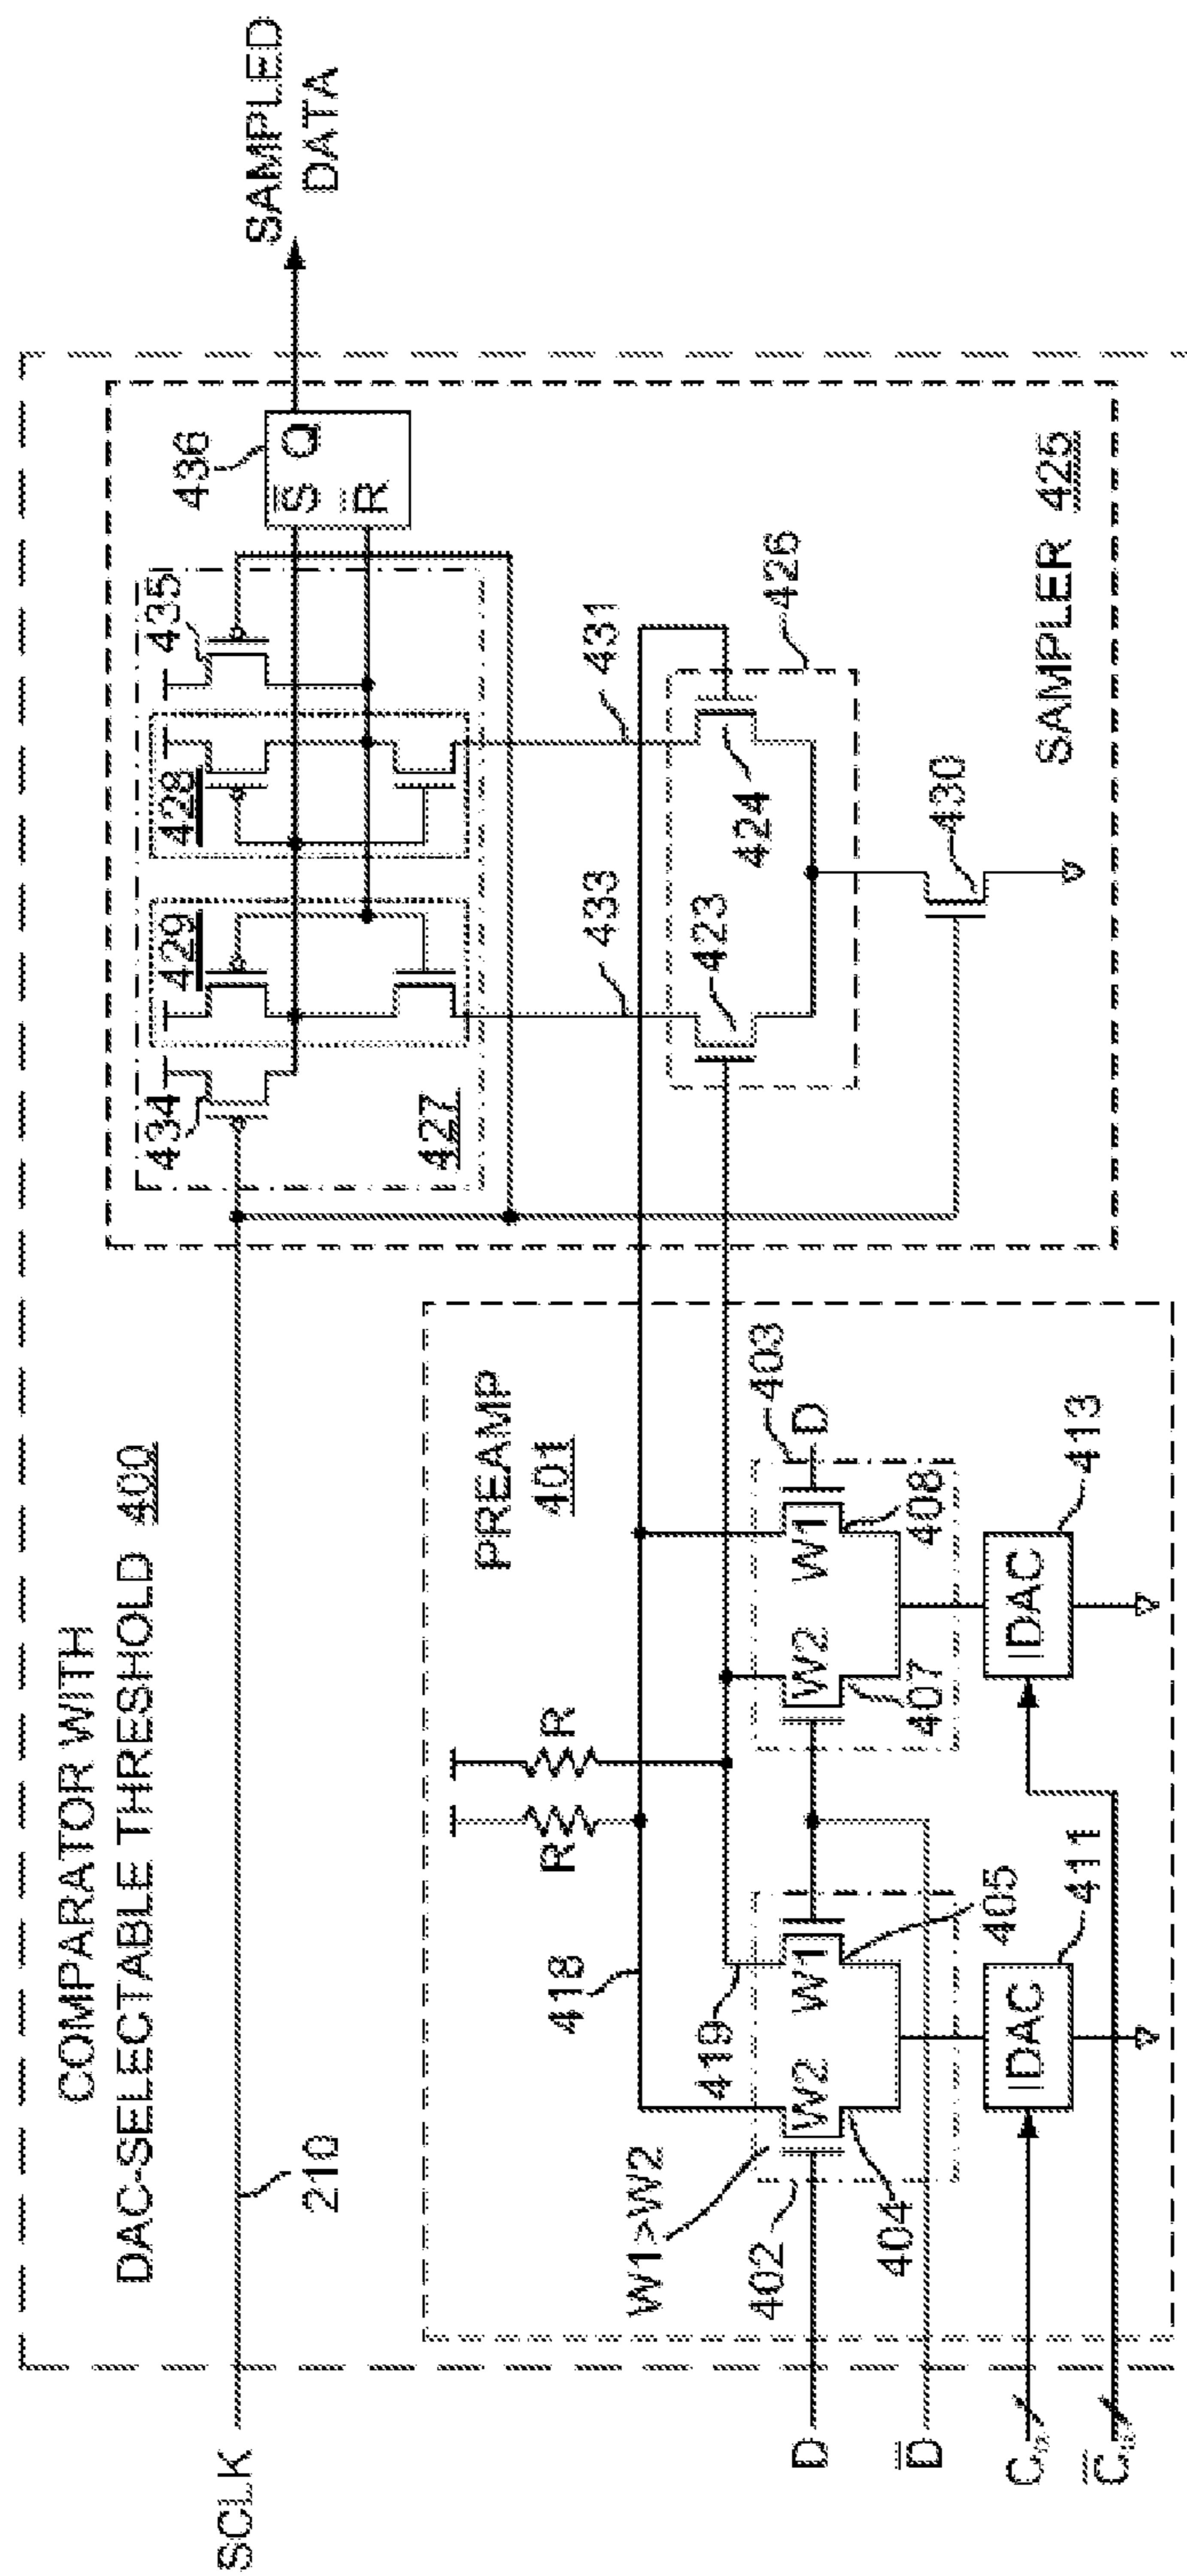 COMPARATOR WITH
DAC-SELECTABLE THRESHOLD 400
SCLK
210
SAMPLED
DATA
434
429
428
435
436
S̅ Q
R̅
427
433
431
426
423
424
430
SAMPLER 425
PREAMP
401
R
R
418
419
W1>W2
402
W2
W1
404
405
W2
W1
407
408
403
D
D
D̅
IDAC
411
IDAC
413